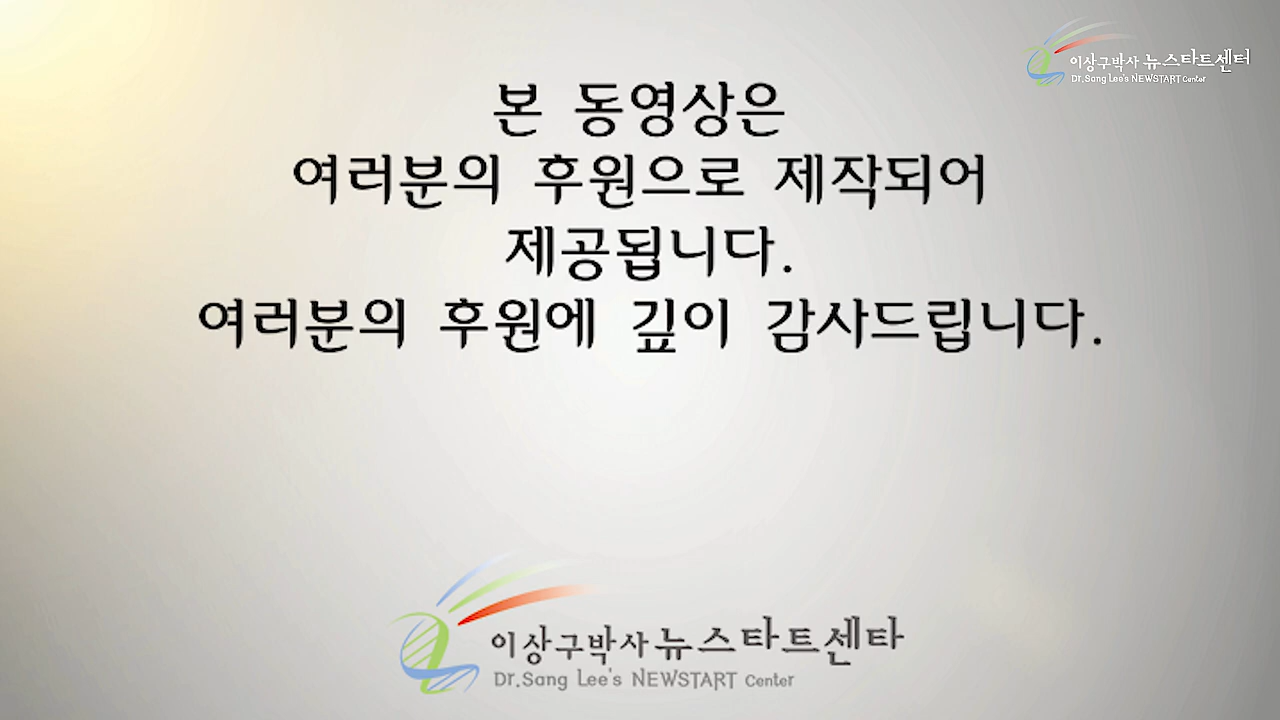 이상구박사 뉴스타트센터
Dr.Sang Lee's NEWSTART Center
본 동영상은
여러분의 후원으로 제작되어
제공됩니다.
여러분의 후원에 깊이 감사드립니다.
이상구박사 뉴스타트센타
Dr.Sang Lee's NEWSTART Center